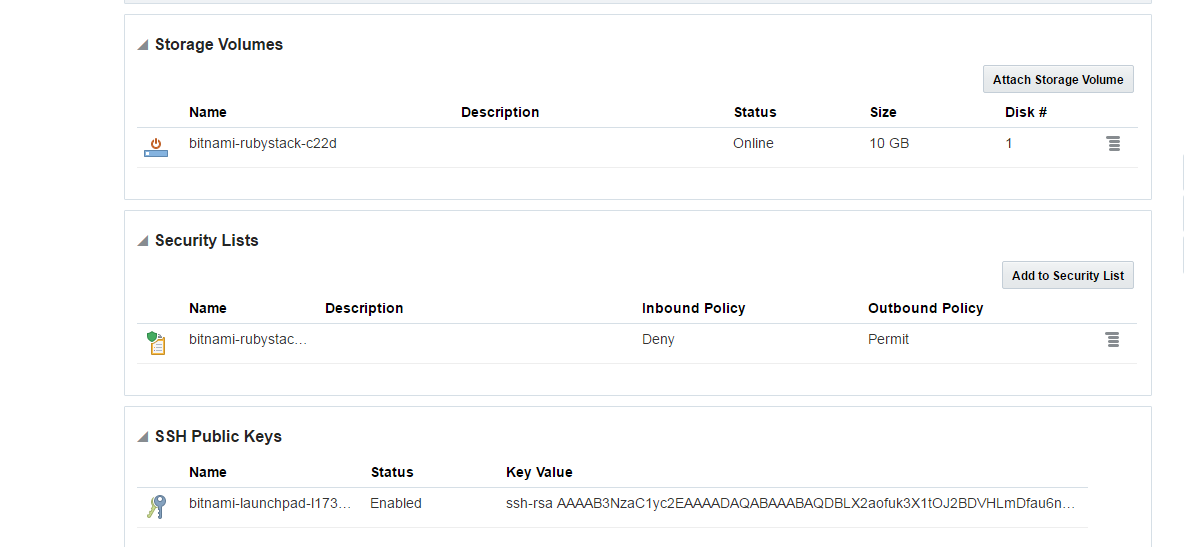 Storage Volumes
Attach Storage Volume
Name Description Status Size Disk #
bitnami-rubystack-c22d Online 10 GB 1
Security Lists
Add to Security List
Name Description Inbound Policy Outbound Policy
bitnami-rubystac... Deny Permit
SSH Public Keys
Name Status Key Value
bitnami-launchpad-I173... Enabled ssh-rsa AAAAB3NzaC1yc2EAAAADAQABAAABAQDBLX2aofuk3X1tOJ2BDVHLmDfau6n...